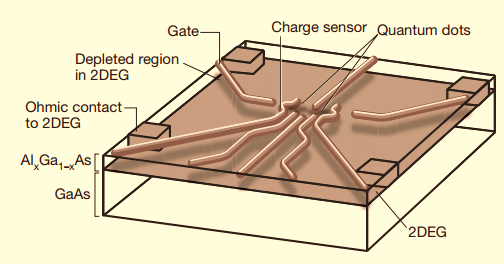 Gate
Charge sensor
Quantum dots
Depleted region
in 2DEG
Ohmic contact
to 2DEG
AlₓGa₁₋ₓAs
GaAs
2DEG